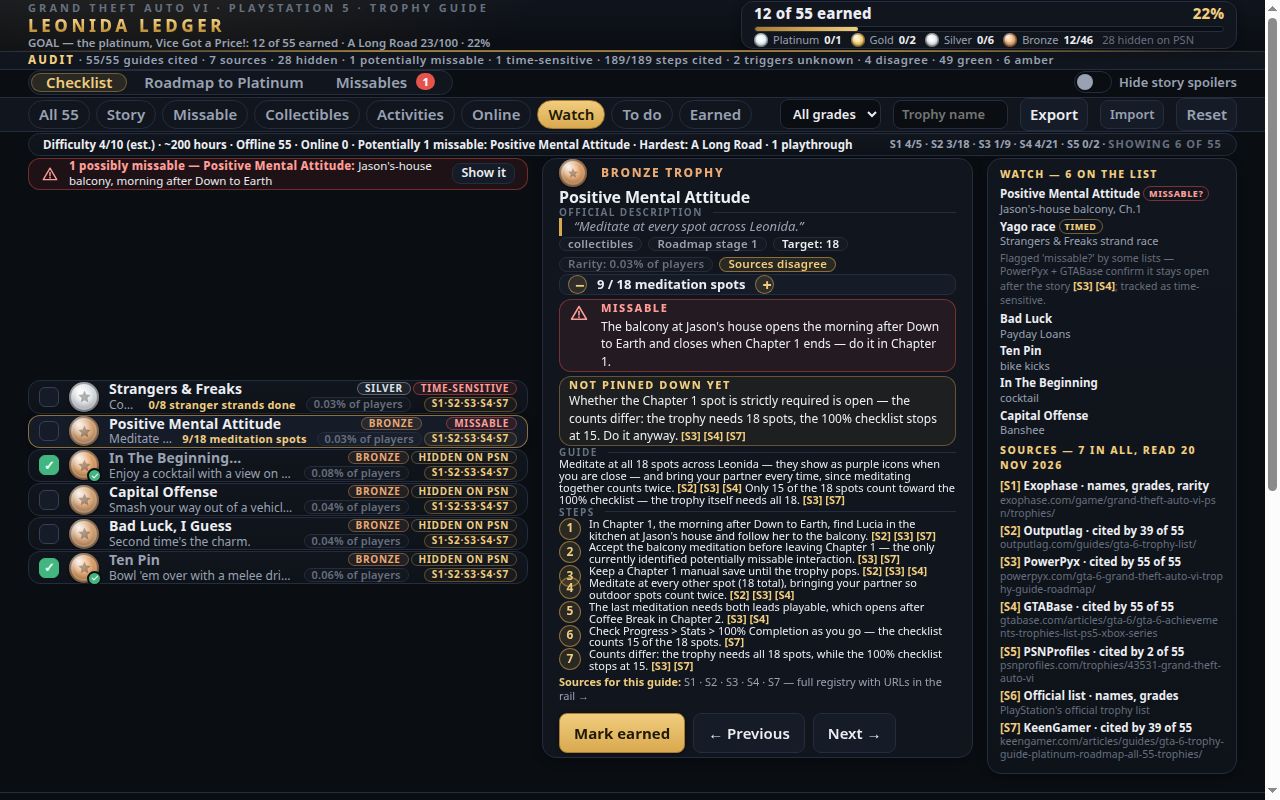 GRAND THEFT AUTO VI · PLAYSTATION 5 · TROPHY GUIDE
LEONIDA LEDGER
GOAL — the platinum, Vice Got a Price!: 12 of 55 earned · A Long Road 23/100 · 22%
12 of 55 earned 22%
Platinum 0/1 Gold 0/2 Silver 0/6 Bronze 12/46 28 hidden on PSN
AUDIT · 55/55 guides cited · 7 sources · 28 hidden · 1 potentially missable · 1 time-sensitive · 189/189 steps cited · 2 triggers unknown · 4 disagree · 49 green · 6 amber
Checklist Roadmap to Platinum Missables 1
Hide story spoilers
All 55 Story Missable Collectibles Activities Online Watch To do Earned
All grades Trophy name Export Import Reset
Difficulty 4/10 (est.) · ~200 hours · Offline 55 · Online 0 · Potentially 1 missable: Positive Mental Attitude · Hardest: A Long Road · 1 playthrough
S1 4/5 · S2 3/18 · S3 1/9 · S4 4/21 · S5 0/2 · SHOWING 6 OF 55
1 possibly missable — Positive Mental Attitude: Jason's-house
balcony, morning after Down to Earth
Show it
Strangers & Freaks SILVER TIME-SENSITIVE
Co... 0/8 stranger strands done 0.03% of players S1·S2·S3·S4·S7
Positive Mental Attitude BRONZE MISSABLE
Meditate ... 9/18 meditation spots 0.03% of players S1·S2·S3·S4·S7
In The Beginning... BRONZE HIDDEN ON PSN
Enjoy a cocktail with a view on ... 0.08% of players S1·S2·S3·S4·S7
Capital Offense BRONZE HIDDEN ON PSN
Smash your way out of a vehicl... 0.04% of players S1·S2·S3·S4·S7
Bad Luck, I Guess BRONZE HIDDEN ON PSN
Second time's the charm. 0.04% of players S1·S2·S3·S4·S7
Ten Pin BRONZE HIDDEN ON PSN
Bowl 'em over with a melee dri... 0.06% of players S1·S2·S3·S4·S7
BRONZE TROPHY
Positive Mental Attitude
OFFICIAL DESCRIPTION
“Meditate at every spot across Leonida.”
collectibles Roadmap stage 1 Target: 18
Rarity: 0.03% of players Sources disagree
− 9 / 18 meditation spots +
MISSABLE
The balcony at Jason's house opens the morning after Down
to Earth and closes when Chapter 1 ends — do it in Chapter
1.
NOT PINNED DOWN YET
Whether the Chapter 1 spot is strictly required is open — the
counts differ: the trophy needs 18 spots, the 100% checklist stops
at 15. Do it anyway. [S3] [S4] [S7]
GUIDE
Meditate at all 18 spots across Leonida — they show as purple icons when
you are close — and bring your partner every time, since meditating
together counts twice. [S2] [S3] [S4] Only 15 of the 18 spots count toward the
100% checklist — the trophy itself needs all 18. [S3] [S7]
STEPS
1 In Chapter 1, the morning after Down to Earth, find Lucia in the
kitchen at Jason's house and follow her to the balcony. [S2] [S3] [S7]
2 Accept the balcony meditation before leaving Chapter 1 — the only
currently identified potentially missable interaction. [S3] [S7]
3 Keep a Chapter 1 manual save until the trophy pops. [S2] [S3] [S4]
4 Meditate at every other spot (18 total), bringing your partner so
outdoor spots count twice. [S2] [S3] [S4]
5 The last meditation needs both leads playable, which opens after
Coffee Break in Chapter 2. [S3] [S4]
6 Check Progress > Stats > 100% Completion as you go — the checklist
counts 15 of the 18 spots. [S7]
7 Counts differ: the trophy needs all 18 spots, while the 100% checklist
stops at 15. [S3] [S7]
Sources for this guide: S1 · S2 · S3 · S4 · S7 — full registry with URLs in the
rail →
Mark earned ← Previous Next →
WATCH — 6 ON THE LIST
Positive Mental Attitude MISSABLE?
Jason's-house balcony, Ch.1
Yago race TIMED
Strangers & Freaks strand race
Flagged ‘missable?’ by some lists —
PowerPyx + GTABase confirm it stays open
after the story [S3] [S4]; tracked as time-
sensitive.
Bad Luck
Payday Loans
Ten Pin
bike kicks
In The Beginning
cocktail
Capital Offense
Banshee
SOURCES — 7 IN ALL, READ 20
NOV 2026
[S1] Exophase · names, grades, rarity
exophase.com/game/grand-theft-auto-vi-ps
n/trophies/
[S2] Outputlag · cited by 39 of 55
outputlag.com/guides/gta-6-trophy-list/
[S3] PowerPyx · cited by 55 of 55
powerpyx.com/gta-6-grand-theft-auto-vi-trop
hy-guide-roadmap/
[S4] GTABase · cited by 55 of 55
gtabase.com/articles/gta-6/gta-6-achieveme
nts-trophies-list-ps5-xbox-series
[S5] PSNProfiles · cited by 2 of 55
psnprofiles.com/trophies/43531-grand-theft-
auto-vi
[S6] Official list · names, grades
PlayStation's official trophy list
[S7] KeenGamer · cited by 39 of 55
keengamer.com/articles/guides/gta-6-trophy-
guide-platinum-roadmap-all-55-trophies/